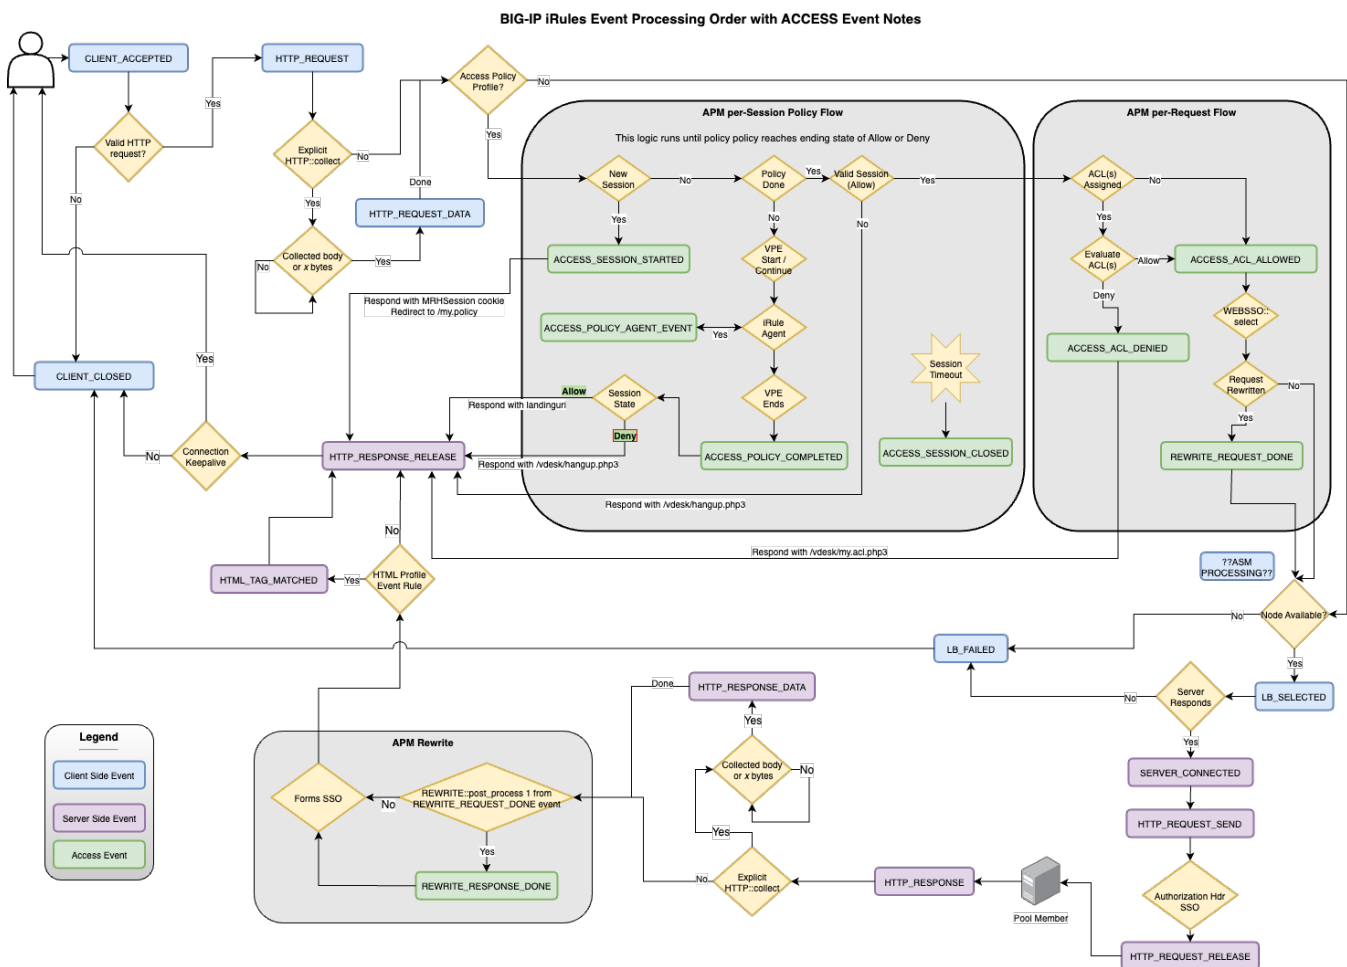 BIG-IP iRules Event Processing Order with ACCESS Event Notes
CLIENT_ACCEPTED
HTTP_REQUEST
Access Policy
Profile?
No
Yes
Valid HTTP
request?
Explicit
HTTP::collect
No
Yes
No
Yes
Done
HTTP_REQUEST_DATA
Collected body
or x bytes
No
Yes
APM per-Session Policy Flow
This logic runs until policy policy reaches ending state of Allow or Deny
New
Session
No
Policy
Done
Yes
Valid Session
(Allow)
Yes
Yes
No
No
ACCESS_SESSION_STARTED
VPE
Start /
Continue
Respond with MRHSession cookie
Redirect to /my.policy
ACCESS_POLICY_AGENT_EVENT
Yes
iRule
Agent
Session
Timeout
Allow
Session
State
VPE
Ends
Respond with landinguri
Deny
Respond with /vdesk/hangup.php3
ACCESS_POLICY_COMPLETED
ACCESS_SESSION_CLOSED
Respond with /vdesk/hangup.php3
APM per-Request Flow
ACL(s)
Assigned
No
Yes
Evaluate
ACL(s)
Allow
ACCESS_ACL_ALLOWED
Deny
WEBSSO::
select
ACCESS_ACL_DENIED
Request
Rewritten
No
Yes
REWRITE_REQUEST_DONE
Respond with /vdesk/my.acl.php3
CLIENT_CLOSED
Yes
No
Connection
Keepalive
HTTP_RESPONSE_RELEASE
No
HTML_TAG_MATCHED
Yes
HTML Profile
Event Rule
??ASM
PROCESSING??
Node Available?
No
Yes
LB_FAILED
LB_SELECTED
Server
Responds
No
Yes
SERVER_CONNECTED
HTTP_REQUEST_SEND
Authorization Hdr
SSO
HTTP_REQUEST_RELEASE
Pool Member
HTTP_RESPONSE
Explicit
HTTP::collect
No
Yes
Collected body
or x bytes
No
Yes
HTTP_RESPONSE_DATA
Done
APM Rewrite
Forms SSO
No
REWRITE::post_process 1 from
REWRITE_REQUEST_DONE event
Yes
REWRITE_RESPONSE_DONE
Legend
Client Side Event
Server Side Event
Access Event